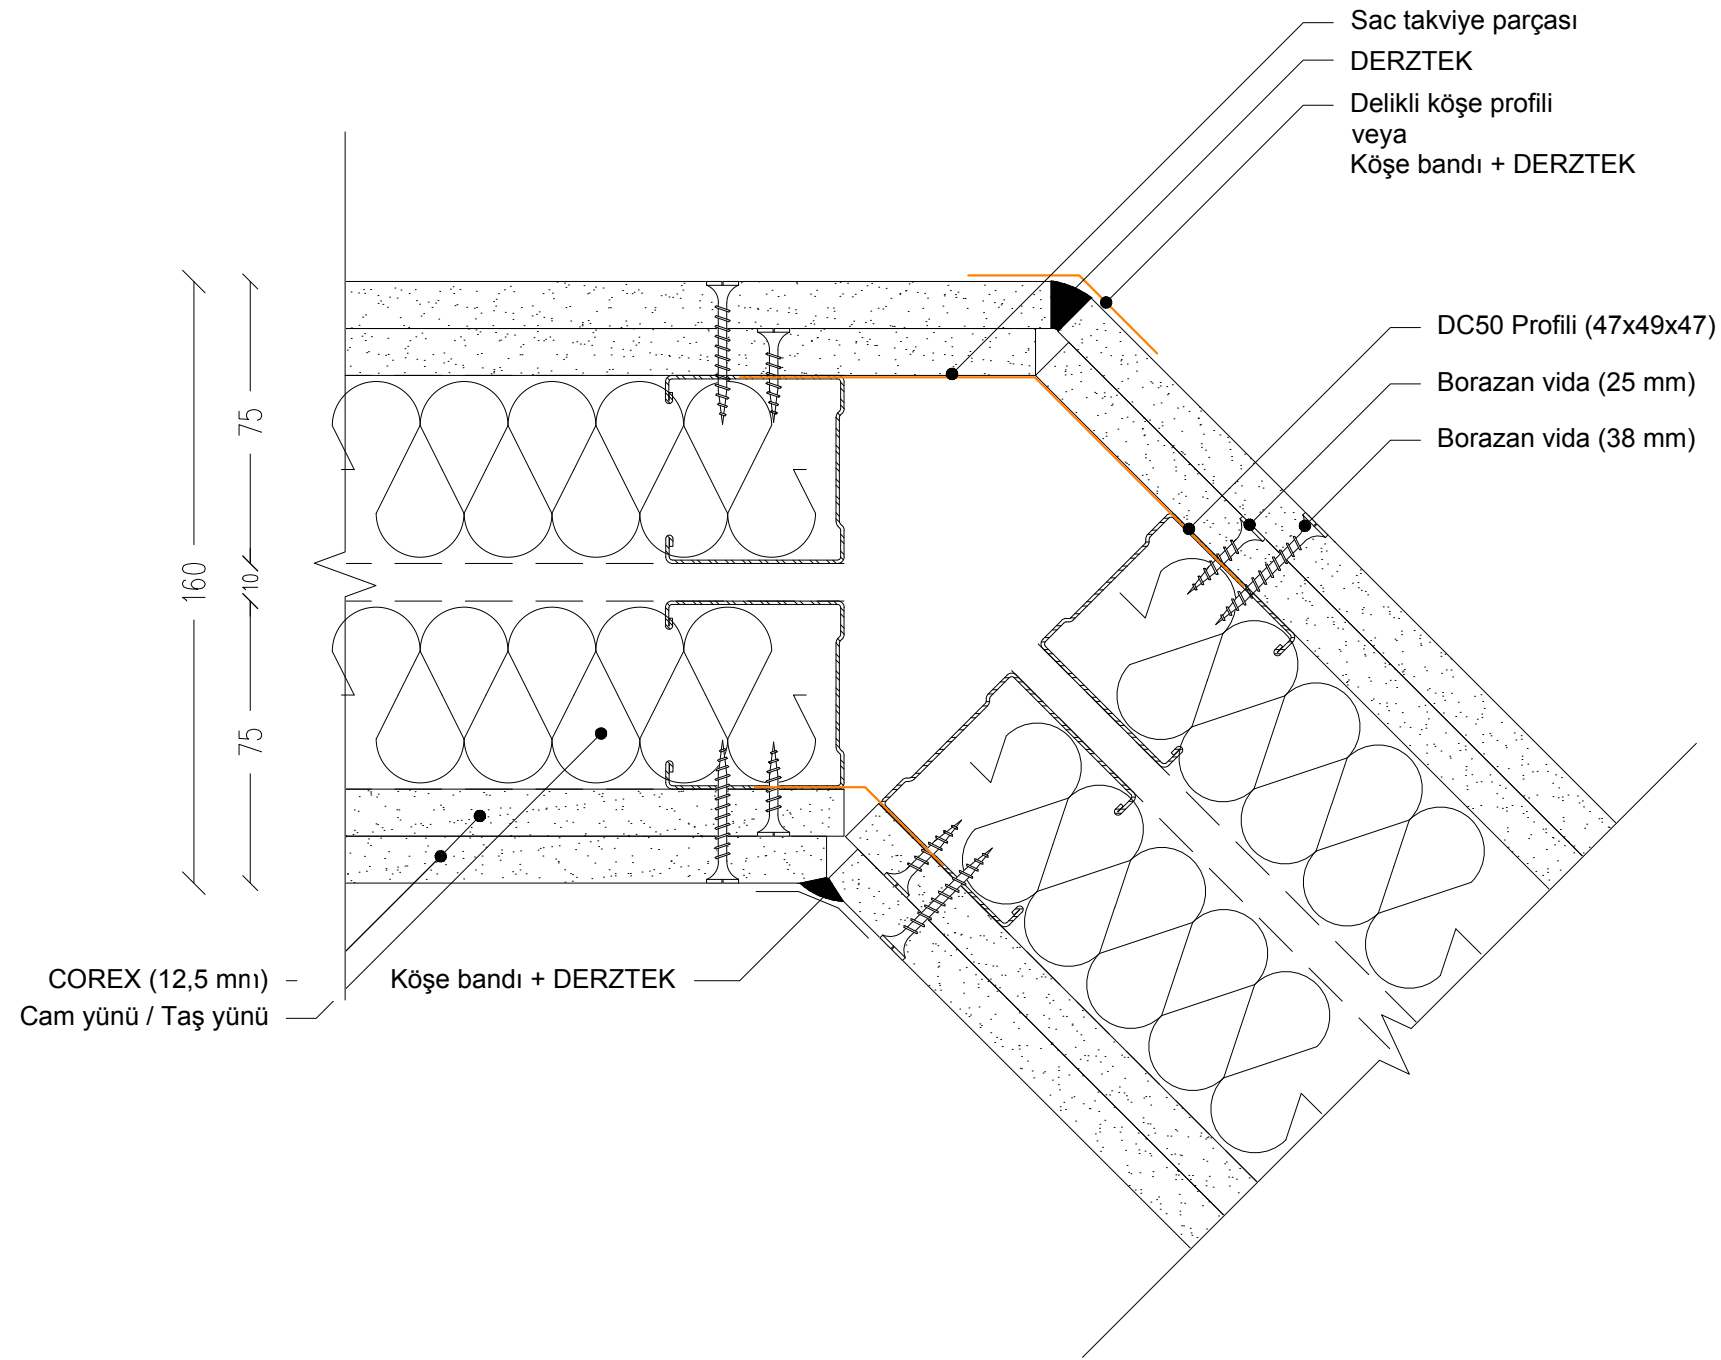 Sac takviye parçası
DERZTEK
Delikli köşe profili
veya
Köşe bandı + DERZTEK
DC50 Profili (47x49x47)
Borazan vida (25 mm)
Borazan vida (38 mm)
160
75
10
75
COREX (12,5 mm)
Cam yünü / Taş yünü
Köşe bandı + DERZTEK